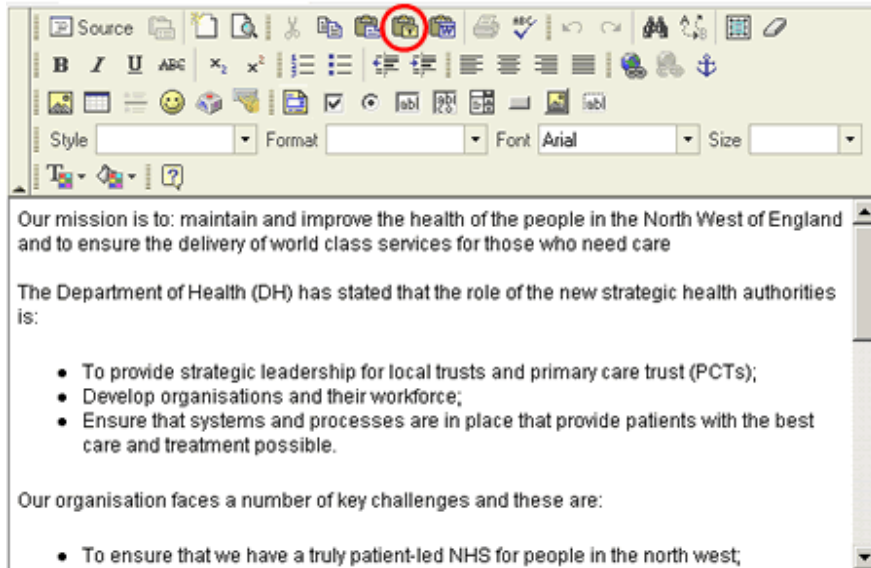 Source
B I U ABC x₂ x²
Style Format Font Arial Size
Our mission is to: maintain and improve the health of the people in the North West of England
and to ensure the delivery of world class services for those who need care
The Department of Health (DH) has stated that the role of the new strategic health authorities
is:
• To provide strategic leadership for local trusts and primary care trust (PCTs);
• Develop organisations and their workforce;
• Ensure that systems and processes are in place that provide patients with the best
care and treatment possible.
Our organisation faces a number of key challenges and these are:
• To ensure that we have a truly patient-led NHS for people in the north west;